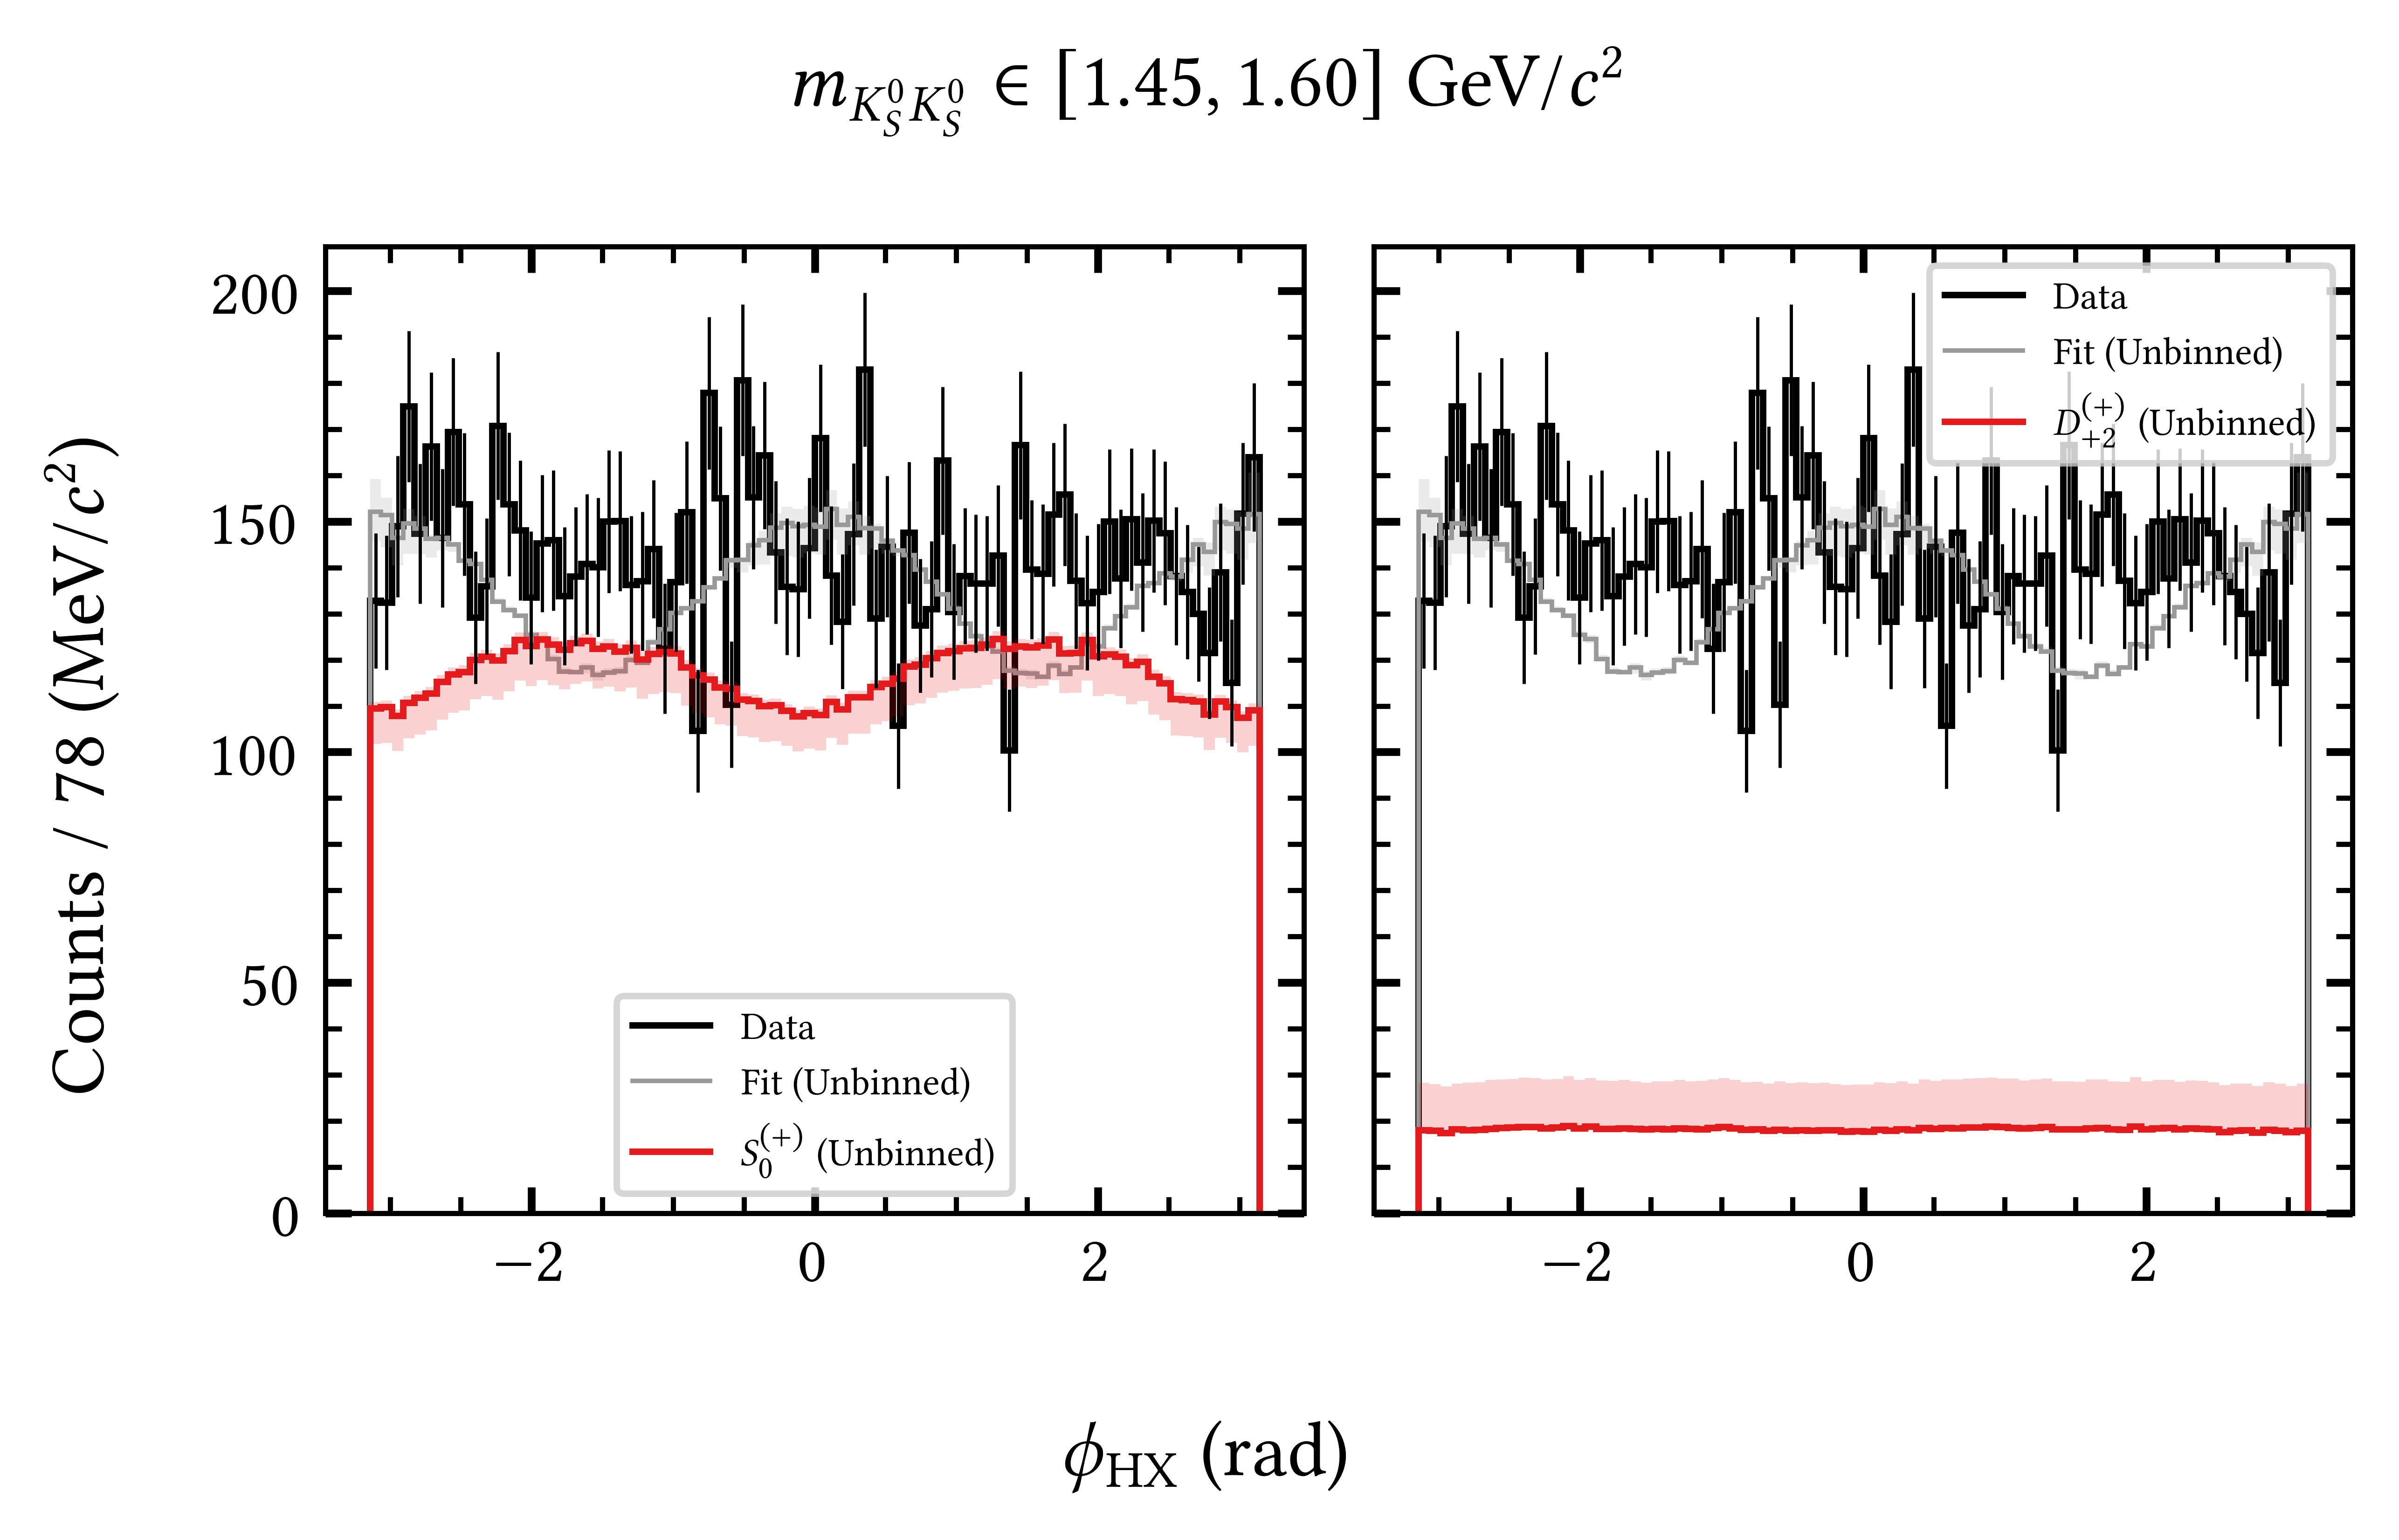 m_{K_S^0 K_S^0} ∈ [1.45, 1.60] GeV/c²
Counts / 78 (MeV/c²)
200
150
100
50
0
Data
Fit (Unbinned)
S_0^{(+)} (Unbinned)
−2 0 2
Data
Fit (Unbinned)
D_{+2}^{(+)} (Unbinned)
−2 0 2
ϕ_{HX} (rad)